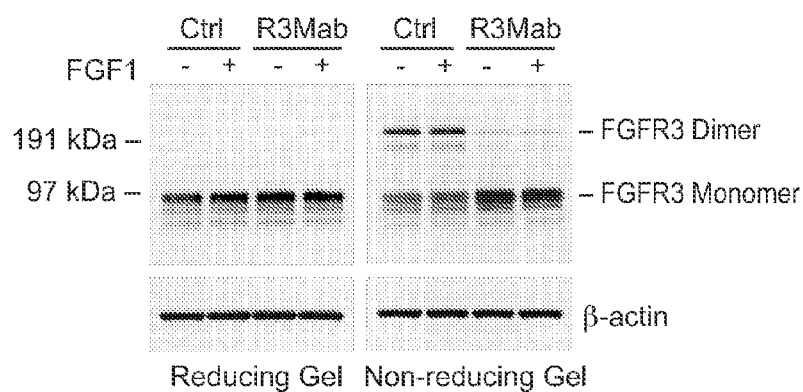 Ctrl R3Mab Ctrl R3Mab
FGF1 - + - + - + - +
191 kDa – – FGFR3 Dimer
97 kDa – – FGFR3 Monomer
β-actin
Reducing Gel Non-reducing Gel